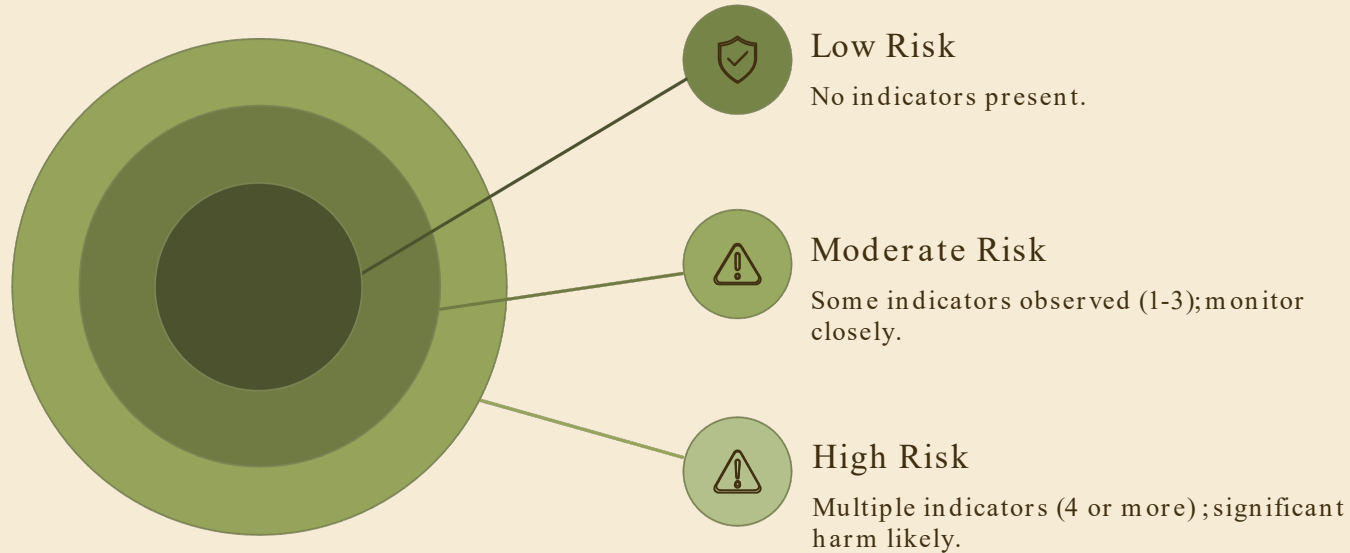 Low Risk
No indicators present.
Moderate Risk
Some indicators observed (1-3); monitor
closely.
High Risk
Multiple indicators (4 or more) ; significant
harm likely.